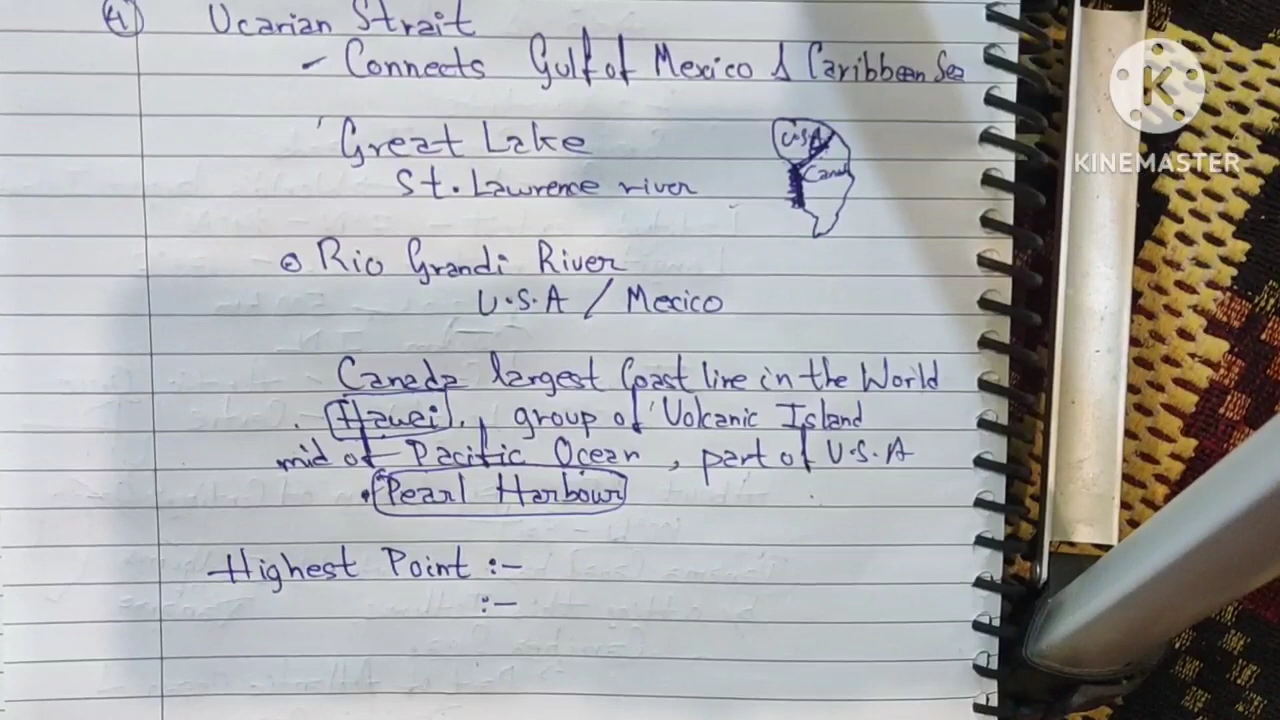 4) Ucarian Strait
- Connects Gulf of Mexico & Caribbean Sea
Great Lake
St. Lawrence river
U.S.A
Canad
Rio Grandi River
U.S.A / Mexico
Canada largest Coast line in the World
Hawei, group of Volcanic Island
mid of Pacific Ocean, part of U.S.A
Pearl Harbour
Highest Point :-
:-
K
KINEMASTER